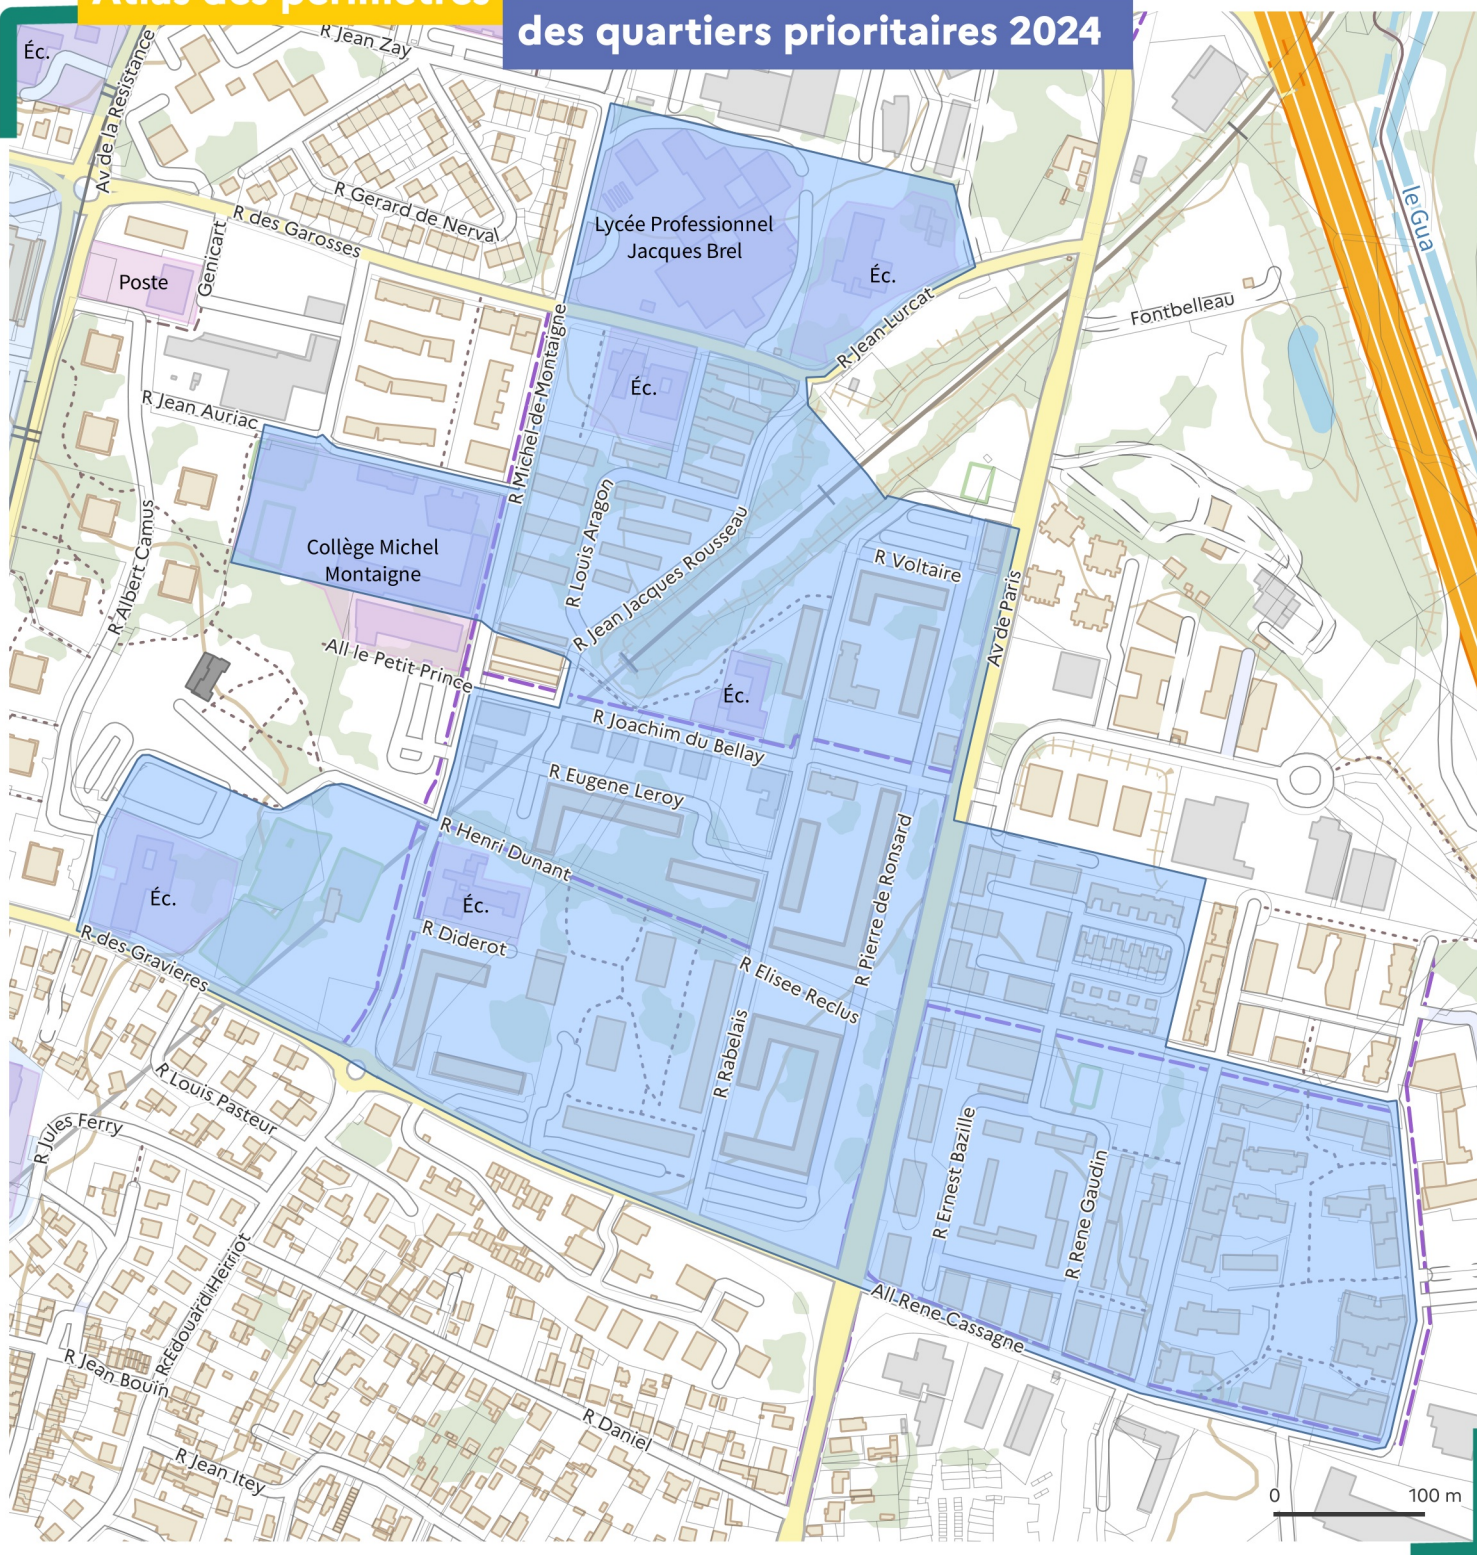 Atlas des périmètres
des quartiers prioritaires 2024
Éc.
R Jean Zay
Av de la Resistance
R Gerard de Nerval
R des Garosses
Genicart
Poste
Lycée Professionnel
Jacques Brel
Éc.
le Gua
Fontbelleau
R Jean Lurcat
R Michel de Montaigne
Éc.
R Jean Auriac
R Albert Camus
Collège Michel
Montaigne
R Louis Aragon
R Jean Jacques Rousseau
R Voltaire
Av de Paris
All le Petit Prince
Éc.
R Joachim du Bellay
R Eugene Leroy
R Henri Dunant
R Pierre de Ronsard
Éc.
Éc.
R Diderot
R des Gravieres
R Elisee Reclus
R Rabelais
R Louis Pasteur
R Jules Ferry
R Ernest Bazille
R Rene Gaudin
R Edouard Herriot
All Rene Cassagne
R Jean Bouin
R Daniel
R Jean Itey
0 100 m